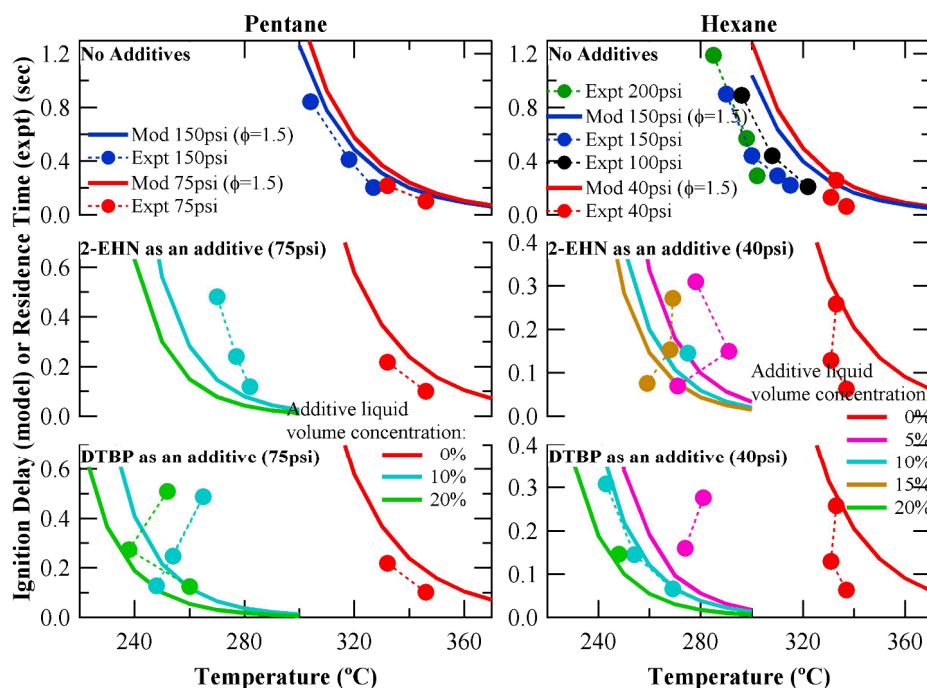 Pentane
Hexane
Ignition Delay (model) or Residence Time (expt) (sec)
1.2
0.8
0.4
0.0
No Additives
Mod 150psi (ϕ=1.5)
Expt 150psi
Mod 75psi (ϕ=1.5)
Expt 75psi
1.2
0.8
0.4
0.0
No Additives
Expt 200psi
Mod 150psi (ϕ=1.5)
Expt 150psi
Expt 100psi
Mod 40psi (ϕ=1.5)
Expt 40psi
0.6
0.4
0.2
0.0
2-EHN as an additive (75psi)
Additive liquid
volume concentration:
0%
10%
20%
0.4
0.3
0.2
0.1
0.0
2-EHN as an additive (40psi)
Additive liquid
volume concentration:
0%
5%
10%
15%
20%
0.6
0.4
0.2
0.0
DTBP as an additive (75psi)
0.4
0.3
0.2
0.1
0.0
DTBP as an additive (40psi)
240
280
320
360
240
280
320
360
Temperature (ºC)
Temperature (ºC)